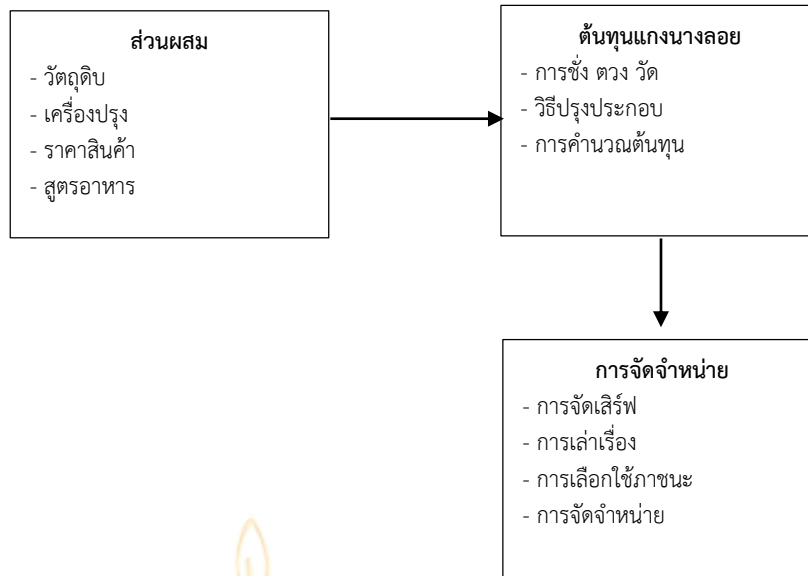 ส่วนผสม
- วัตถุดิบ
- เครื่องปรุง
- ราคาสินค้า
- สูตรอาหาร
ต้นทุนแกงนางลอย
- การชั่ง ตวง วัด
- วิธีปรุงประกอบ
- การคำนวณต้นทุน
การจัดจำหน่าย
- การจัดเสิร์ฟ
- การเล่าเรื่อง
- การเลือกใช้ภาชนะ
- การจัดจำหน่าย